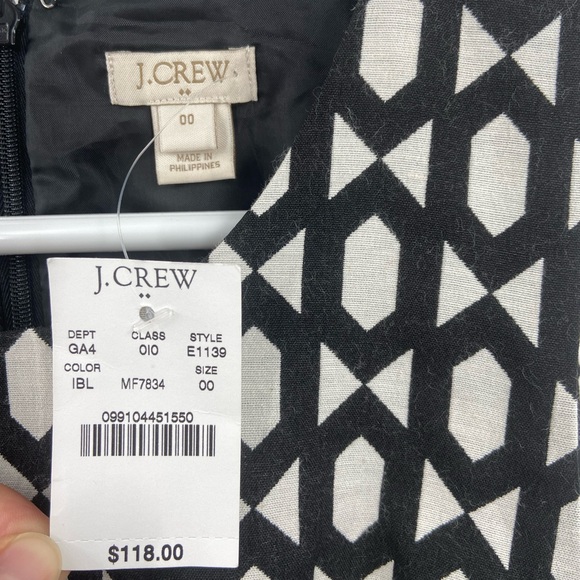 J.CREW
00
MADE IN
PHILIPPINES
J.CREW
DEPT CLASS STYLE
GA4 010 E1139
COLOR SIZE
IBL MF7834 00
099104451550
$118.00